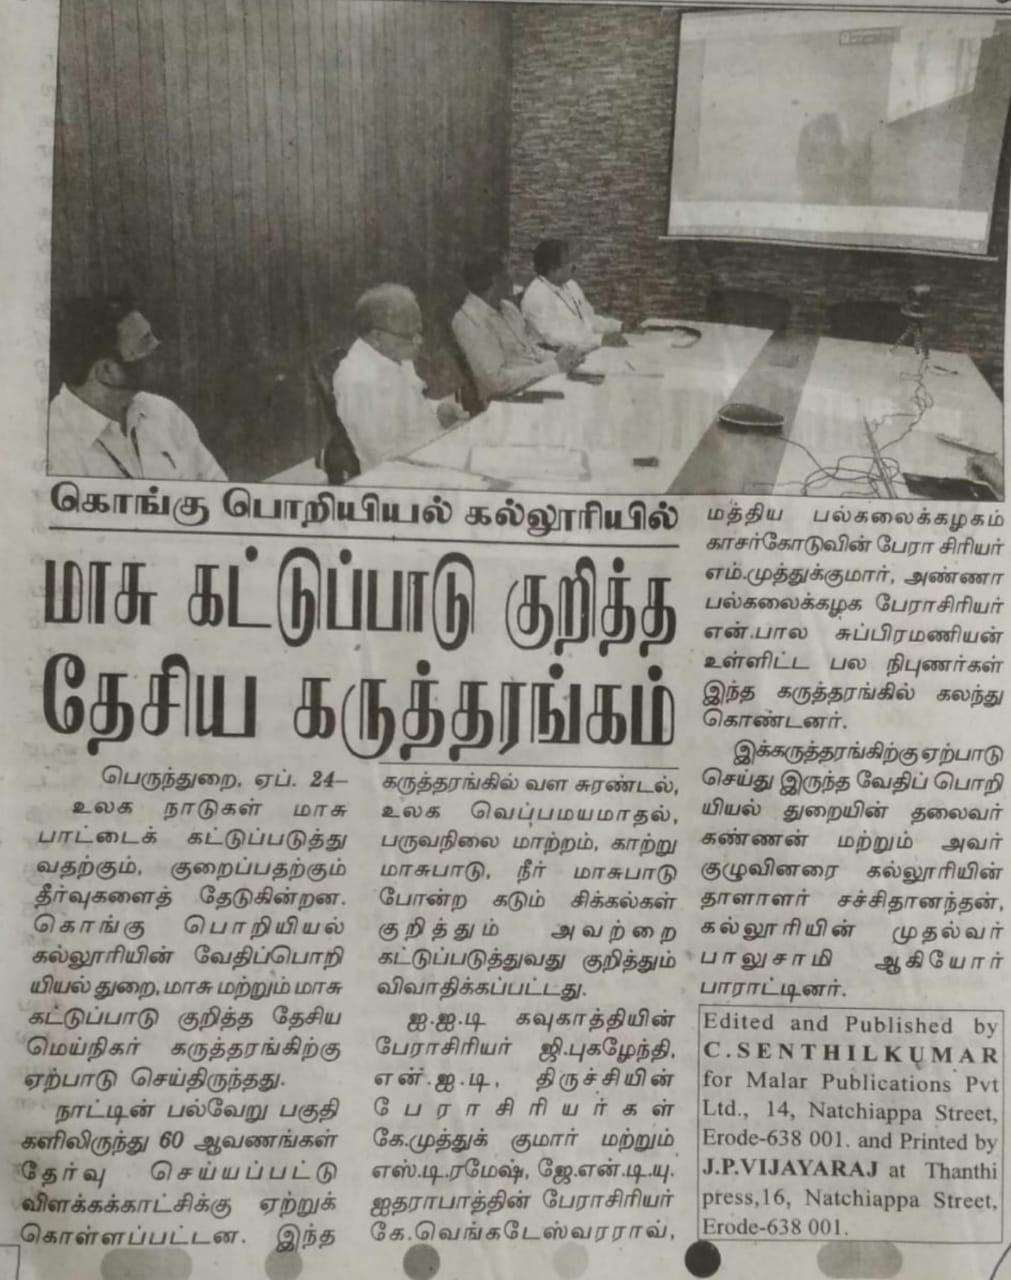 கொங்கு பொறியியல் கல்லூரியில்
மாசு கட்டுப்பாடு குறித்த
தேசிய கருத்தரங்கம்
பெருந்துறை, ஏப். 24–
உலக நாடுகள் மாசு
பாட்டைக் கட்டுப்படுத்து
வதற்கும், குறைப்பதற்கும்
தீர்வுகளைத் தேடுகின்றன.
கொங்கு பொறியியல்
கல்லூரியின் வேதிப்பொறி
யியல் துறை, மாசு மற்றும் மாசு
கட்டுப்பாடு குறித்த தேசிய
மெய்நிகர் கருத்தரங்கிற்கு
ஏற்பாடு செய்திருந்தது.
நாட்டின் பல்வேறு பகுதி
களிலிருந்து 60 ஆவணங்கள்
தேர்வு செய்யப்பட்டு
விளக்கக்காட்சிக்கு ஏற்றுக்
கொள்ளப்பட்டன. இந்த
கருத்தரங்கில் வள சுரண்டல்,
உலக வெப்பமயமாதல்,
பருவநிலை மாற்றம், காற்று
மாசுபாடு, நீர் மாசுபாடு
போன்ற கடும் சிக்கல்கள்
குறித்தும் அவற்றை
கட்டுப்படுத்துவது குறித்தும்
விவாதிக்கப்பட்டது.
ஐ.ஐ.டி கவுகாத்தியின்
பேராசிரியர் ஜி.புகழேந்தி,
என்.ஐ.டி, திருச்சியின்
பேராசிரியர்கள்
கே.முத்துக் குமார் மற்றும்
எஸ்.டி.ரமேஷ், ஜே.என்.டி.யு.
ஐதராபாத்தின் பேராசிரியர்
கே.வெங்கடேஸ்வரராவ்,
மத்திய பல்கலைக்கழகம்
காசர்கோடுவின் பேரா சிரியர்
எம்.முத்துக்குமார், அண்ணா
பல்கலைக்கழக பேராசிரியர்
என்.பால சுப்பிரமணியன்
உள்ளிட்ட பல நிபுணர்கள்
இந்த கருத்தரங்கில் கலந்து
கொண்டனர்.
இக்கருத்தரங்கிற்கு ஏற்பாடு
செய்து இருந்த வேதிப் பொறி
யியல் துறையின் தலைவர்
கண்ணன் மற்றும் அவர்
குழுவினரை கல்லூரியின்
தாளாளர் சச்சிதானந்தன்,
கல்லூரியின் முதல்வர்
பாலுசாமி ஆகியோர்
பாராட்டினர்.
Edited and Published by
C.SENTHILKUMAR
for Malar Publications Pvt
Ltd., 14, Natchiappa Street,
Erode-638 001. and Printed by
J.P.VIJAYARAJ at Thanthi
press,16, Natchiappa Street,
Erode-638 001.